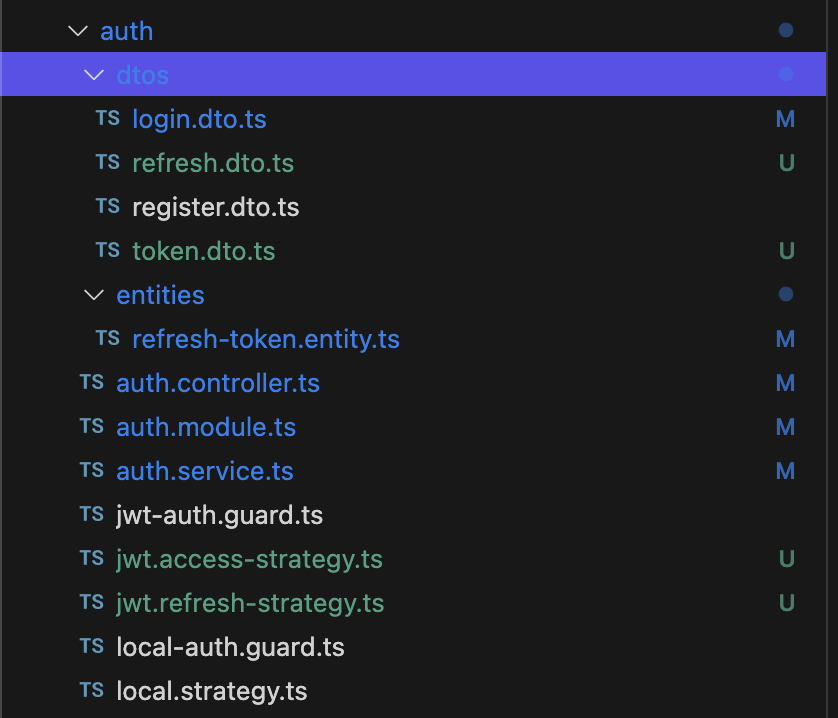 auth
dtos
TS login.dto.ts M
TS refresh.dto.ts U
TS register.dto.ts
TS token.dto.ts U
entities
TS refresh-token.entity.ts M
TS auth.controller.ts M
TS auth.module.ts M
TS auth.service.ts M
TS jwt-auth.guard.ts
TS jwt.access-strategy.ts U
TS jwt.refresh-strategy.ts U
TS local-auth.guard.ts
TS local.strategy.ts